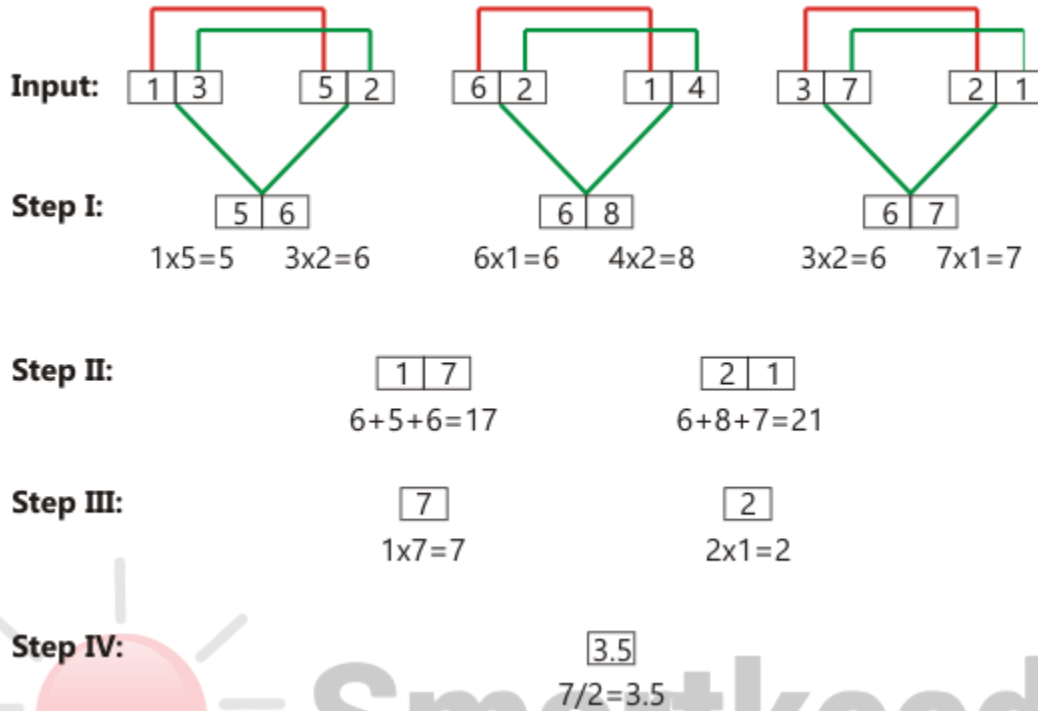 Input: 1 3 5 2 6 2 1 4 3 7 2 1
Step I: 5 6 6 8 6 7
1x5=5 3x2=6 6x1=6 4x2=8 3x2=6 7x1=7
Step II: 1 7 2 1
6+5+6=17 6+8+7=21
Step III: 7 2
1x7=7 2x1=2
Step IV: 3.5
7/2=3.5